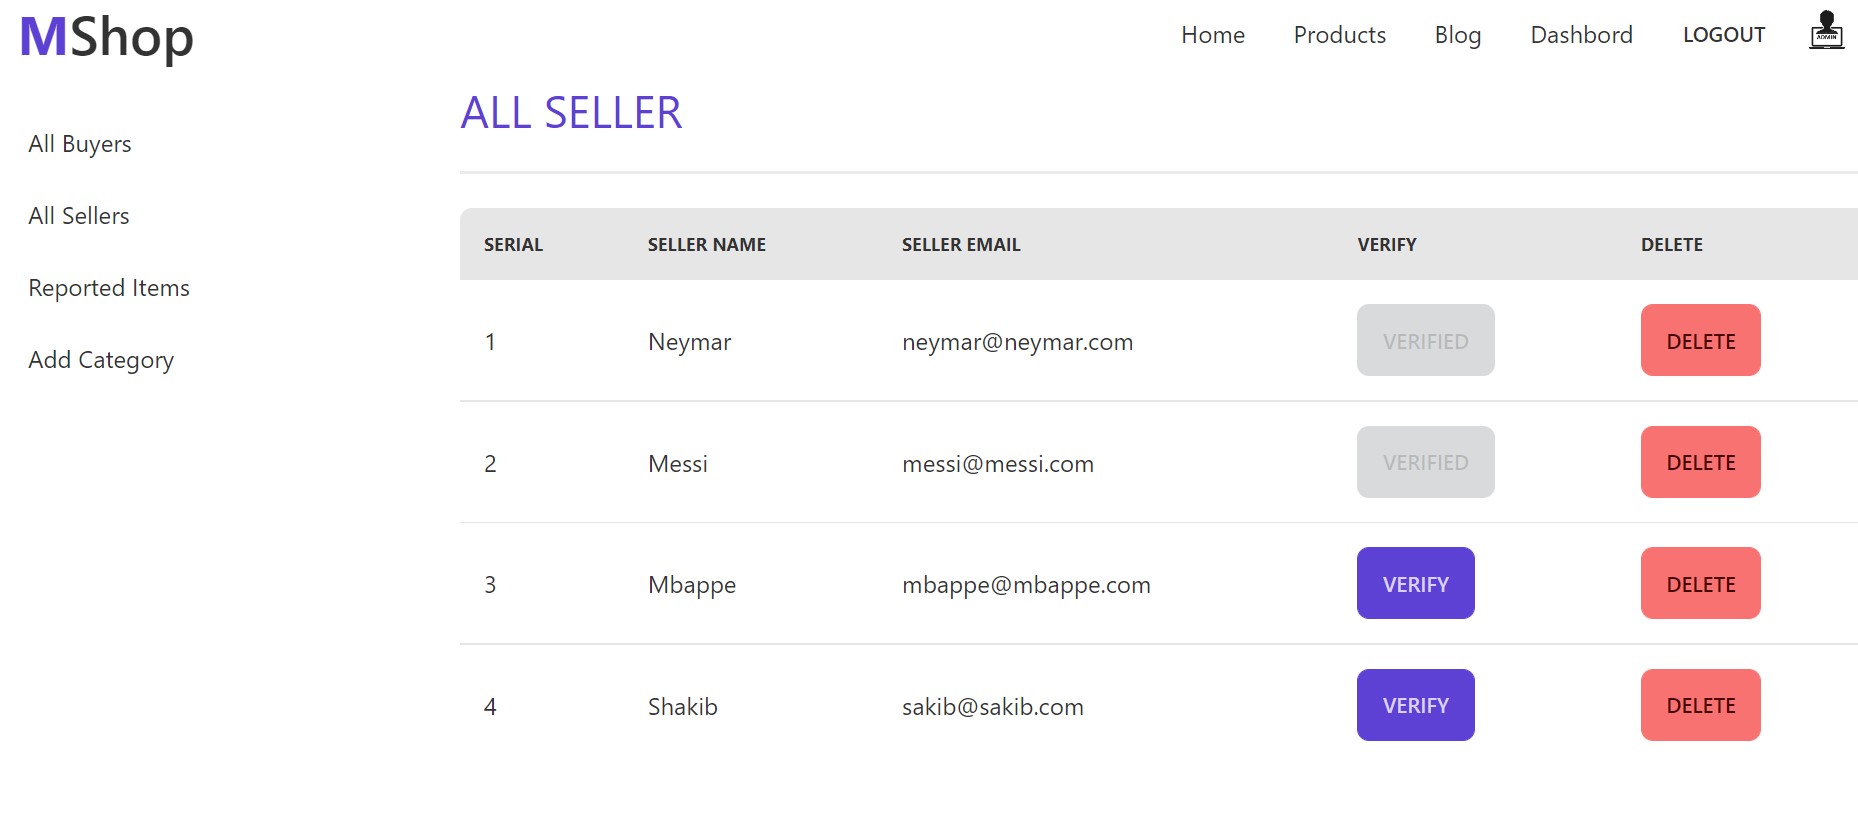 MShop
Home Products Blog Dashbord LOGOUT
ADMIN
All Buyers
All Sellers
Reported Items
Add Category
ALL SELLER
SERIAL SELLER NAME SELLER EMAIL VERIFY DELETE
1 Neymar neymar@neymar.com VERIFIED DELETE
2 Messi messi@messi.com VERIFIED DELETE
3 Mbappe mbappe@mbappe.com VERIFY DELETE
4 Shakib sakib@sakib.com VERIFY DELETE